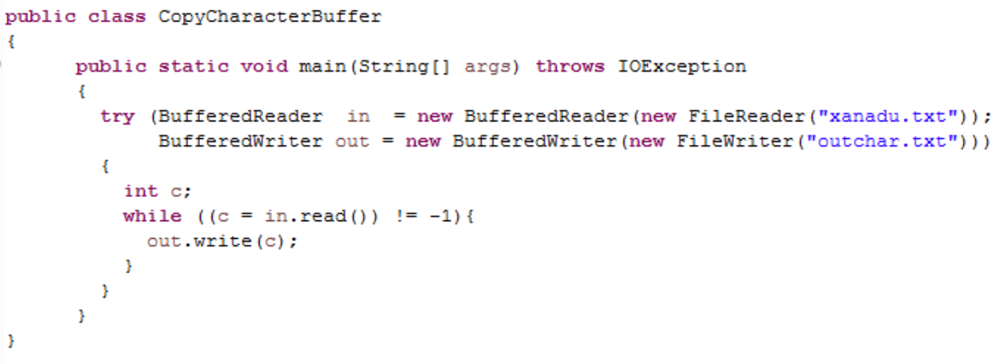 public class CopyCharacterBuffer
{
public static void main(String[] args) throws IOException
{
try (BufferedReader in = new BufferedReader(new FileReader("xanadu.txt"));
BufferedWriter out = new BufferedWriter(new FileWriter("outchar.txt")))
{
int c;
while ((c = in.read()) != -1){
out.write(c);
}
}
}
}